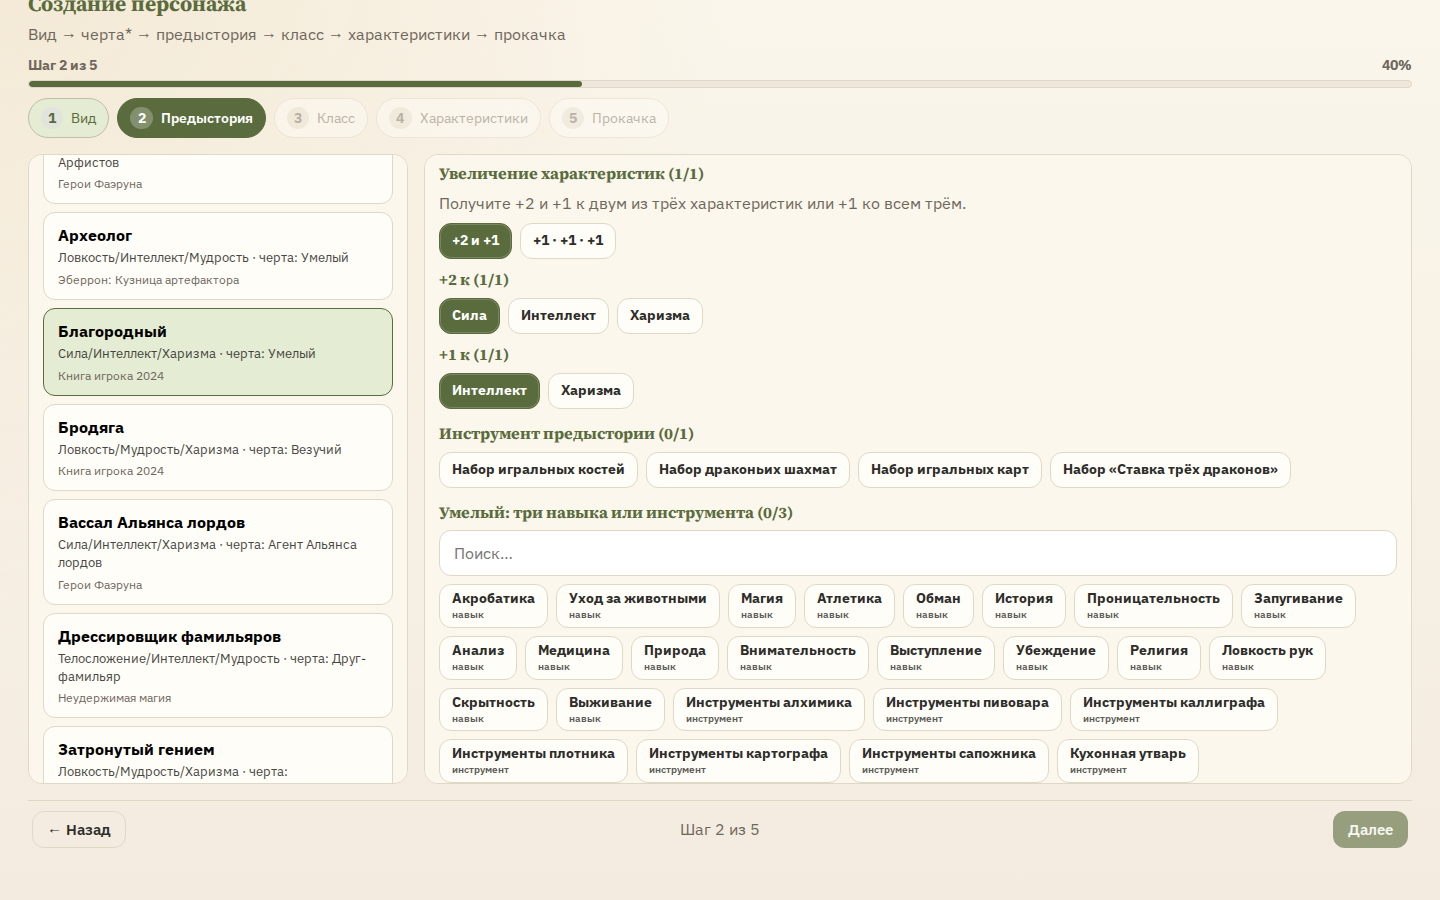 Создание персонажа
Вид → черта* → предыстория → класс → характеристики → прокачка
Шаг 2 из 5
40%
1 Вид
2 Предыстория
3 Класс
4 Характеристики
5 Прокачка
Арфистов
Герои Фаэруна
Археолог
Ловкость/Интеллект/Мудрость · черта: Умелый
Эберрон: Кузница артефактора
Благородный
Сила/Интеллект/Харизма · черта: Умелый
Книга игрока 2024
Бродяга
Ловкость/Мудрость/Харизма · черта: Везучий
Книга игрока 2024
Вассал Альянса лордов
Сила/Интеллект/Харизма · черта: Агент Альянса
лордов
Герои Фаэруна
Дрессировщик фамильяров
Телосложение/Интеллект/Мудрость · черта: Друг-
фамильяр
Неудержимая магия
Затронутый гением
Ловкость/Мудрость/Харизма · черта:
Увеличение характеристик (1/1)
Получите +2 и +1 к двум из трёх характеристик или +1 ко всем трём.
+2 и +1
+1 · +1 · +1
+2 к (1/1)
Сила
Интеллект
Харизма
+1 к (1/1)
Интеллект
Харизма
Инструмент предыстории (0/1)
Набор игральных костей
Набор драконьих шахмат
Набор игральных карт
Набор «Ставка трёх драконов»
Умелый: три навыка или инструмента (0/3)
Поиск...
Акробатика
навык
Уход за животными
навык
Магия
навык
Атлетика
навык
Обман
навык
История
навык
Проницательность
навык
Запугивание
навык
Анализ
навык
Медицина
навык
Природа
навык
Внимательность
навык
Выступление
навык
Убеждение
навык
Религия
навык
Ловкость рук
навык
Скрытность
навык
Выживание
навык
Инструменты алхимика
инструмент
Инструменты пивовара
инструмент
Инструменты каллиграфа
инструмент
Инструменты плотника
инструмент
Инструменты картографа
инструмент
Инструменты сапожника
инструмент
Кухонная утварь
инструмент
← Назад
Шаг 2 из 5
Далее